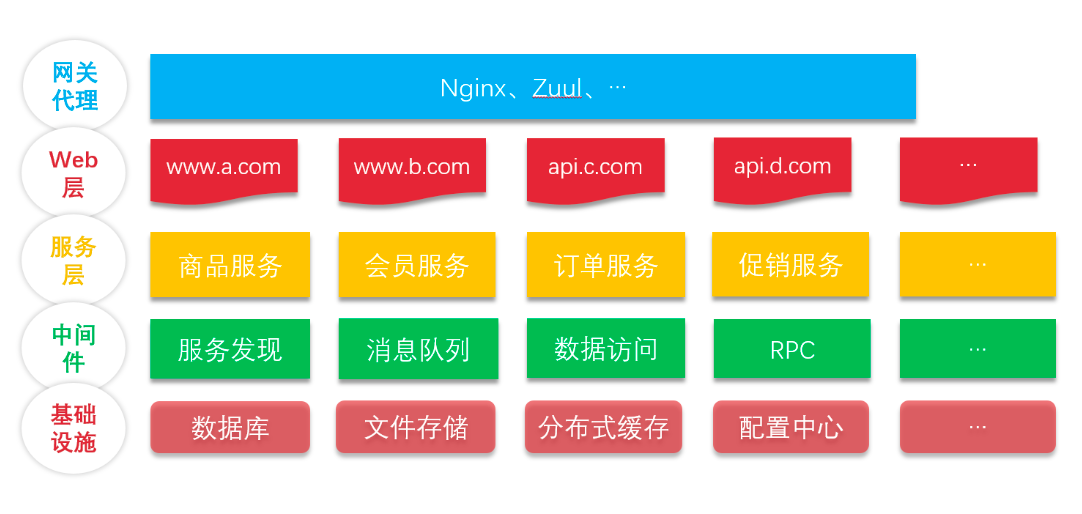 网关
代理
Nginx、Zuul、…
Web
层
www.a.com
www.b.com
api.c.com
api.d.com
…
服务
层
商品服务
会员服务
订单服务
促销服务
…
中间
件
服务发现
消息队列
数据访问
RPC
…
基础
设施
数据库
文件存储
分布式缓存
配置中心
…